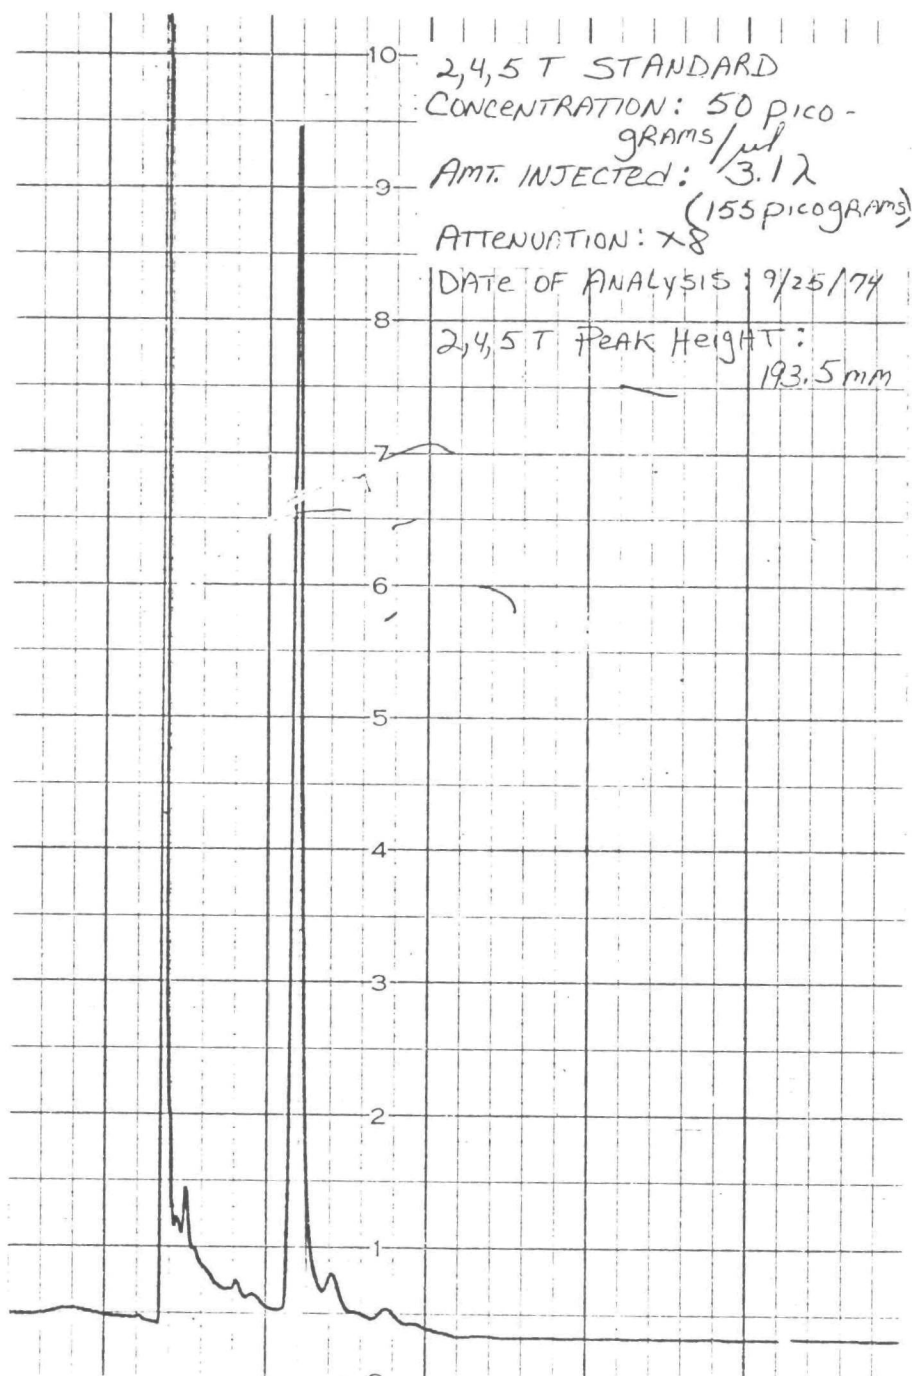 10
2,4,5 T STANDARD
CONCENTRATION: 50 PICO-
GRAMS/μl
AMT. INJECTED: 3.1λ
(155 PICOGRAMS)
ATTENUATION: x8
DATE OF ANALYSIS: 9/25/74
2,4,5 T PEAK HEIGHT:
193.5 mm
9
8
7
6
5
4
3
2
1